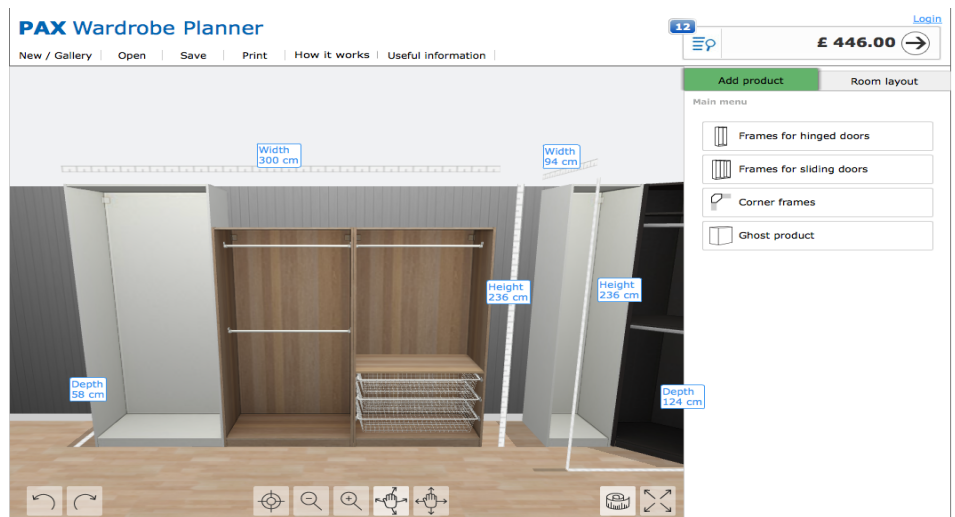 Login
PAX Wardrobe Planner
12
£ 446.00
New / Gallery Open Save Print How it works Useful information
Add product Room layout
Main menu
Frames for hinged doors
Frames for sliding doors
Corner frames
Ghost product
Width
300 cm
Width
94 cm
Height
236 cm
Height
236 cm
Depth
58 cm
Depth
124 cm